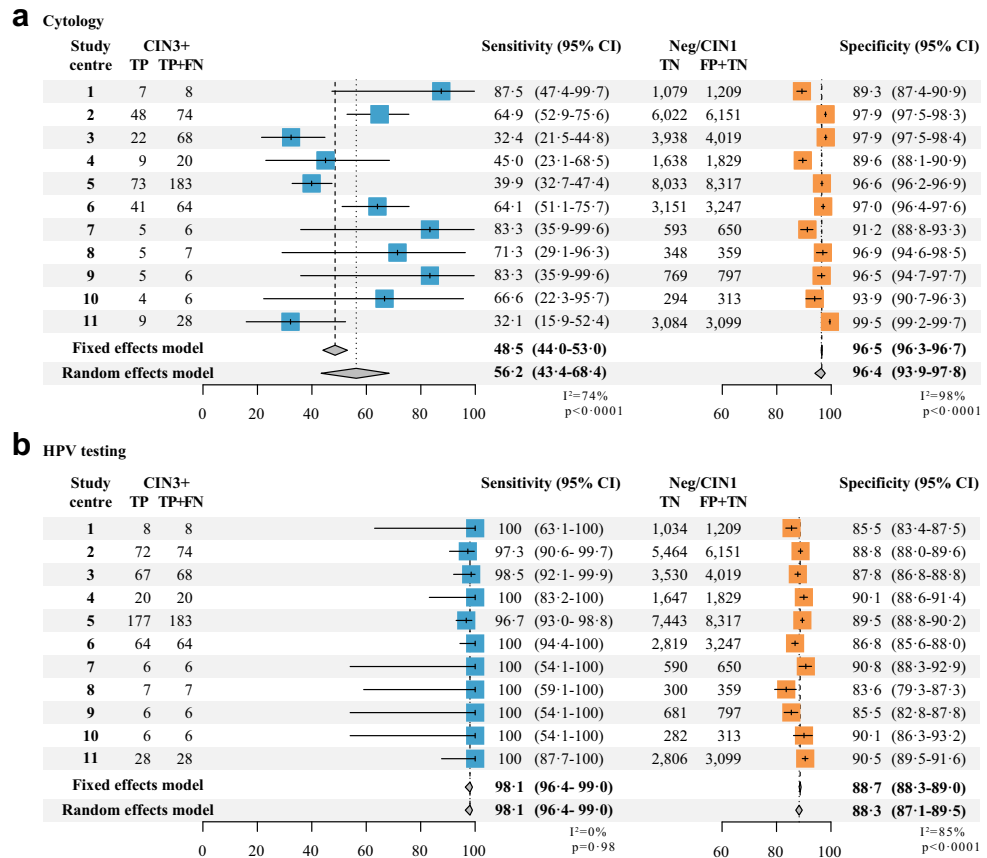 a Cytology
Study CIN3+ Sensitivity (95% CI) Neg/CIN1 Specificity (95% CI)
centre TP TP+FN TN FP+TN
1 7 8 87·5 (47·4-99·7) 1,079 1,209 89·3 (87·4-90·9)
2 48 74 64·9 (52·9-75·6) 6,022 6,151 97·9 (97·5-98·3)
3 22 68 32·4 (21·5-44·8) 3,938 4,019 97·9 (97·5-98·4)
4 9 20 45·0 (23·1-68·5) 1,638 1,829 89·6 (88·1-90·9)
5 73 183 39·9 (32·7-47·4) 8,033 8,317 96·6 (96·2-96·9)
6 41 64 64·1 (51·1-75·7) 3,151 3,247 97·0 (96·4-97·6)
7 5 6 83·3 (35·9-99·6) 593 650 91·2 (88·8-93·3)
8 5 7 71·3 (29·1-96·3) 348 359 96·9 (94·6-98·5)
9 5 6 83·3 (35·9-99·6) 769 797 96·5 (94·7-97·7)
10 4 6 66·6 (22·3-95·7) 294 313 93·9 (90·7-96·3)
11 9 28 32·1 (15·9-52·4) 3,084 3,099 99·5 (99·2-99·7)
Fixed effects model 48·5 (44·0-53·0) 96·5 (96·3-96·7)
Random effects model 56·2 (43·4-68·4) 96·4 (93·9-97·8)
I²=74% I²=98%
p<0·0001 p<0·0001
0 20 40 60 80 100 60 80 100
b HPV testing
Study CIN3+ Sensitivity (95% CI) Neg/CIN1 Specificity (95% CI)
centre TP TP+FN TN FP+TN
1 8 8 100 (63·1-100) 1,034 1,209 85·5 (83·4-87·5)
2 72 74 97·3 (90·6- 99·7) 5,464 6,151 88·8 (88·0-89·6)
3 67 68 98·5 (92·1- 99·9) 3,530 4,019 87·8 (86·8-88·8)
4 20 20 100 (83·2-100) 1,647 1,829 90·1 (88·6-91·4)
5 177 183 96·7 (93·0- 98·8) 7,443 8,317 89·5 (88·8-90·2)
6 64 64 100 (94·4-100) 2,819 3,247 86·8 (85·6-88·0)
7 6 6 100 (54·1-100) 590 650 90·8 (88·3-92·9)
8 7 7 100 (59·1-100) 300 359 83·6 (79·3-87·3)
9 6 6 100 (54·1-100) 681 797 85·5 (82·8-87·8)
10 6 6 100 (54·1-100) 282 313 90·1 (86·3-93·2)
11 28 28 100 (87·7-100) 2,806 3,099 90·5 (89·5-91·6)
Fixed effects model 98·1 (96·4- 99·0) 88·7 (88·3-89·0)
Random effects model 98·1 (96·4- 99·0) 88·3 (87·1-89·5)
I²=0% I²=85%
p=0·98 p<0·0001
0 20 40 60 80 100 60 80 100